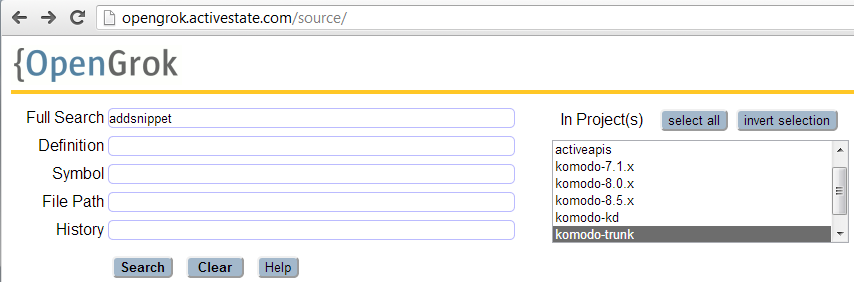 opengrok.activestate.com/source/
{OpenGrok
Full Search addsnippet
In Project(s) select all invert selection
Definition
Symbol
File Path
History
activeapis
komodo-7.1.x
komodo-8.0.x
komodo-8.5.x
komodo-kd
komodo-trunk
Search Clear Help